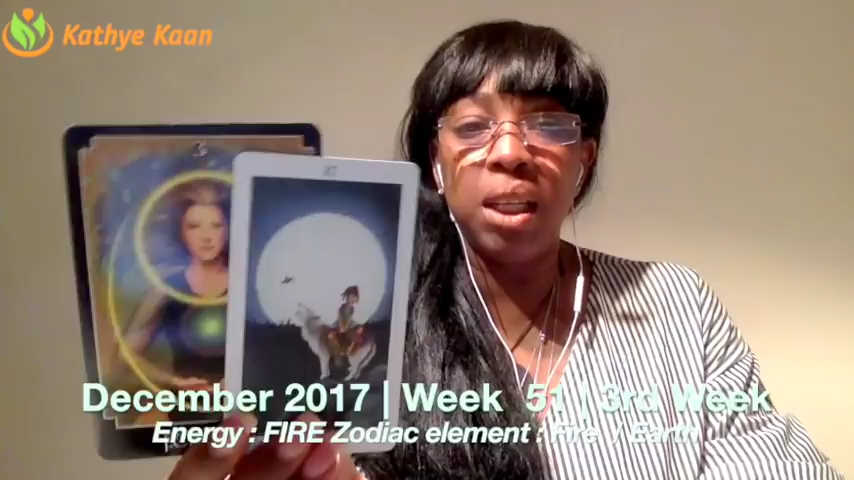 Kathye Kaan
December 2017 | Week 51 | 3rd Week
Energy : FIRE Zodiac element : Fire / Earth